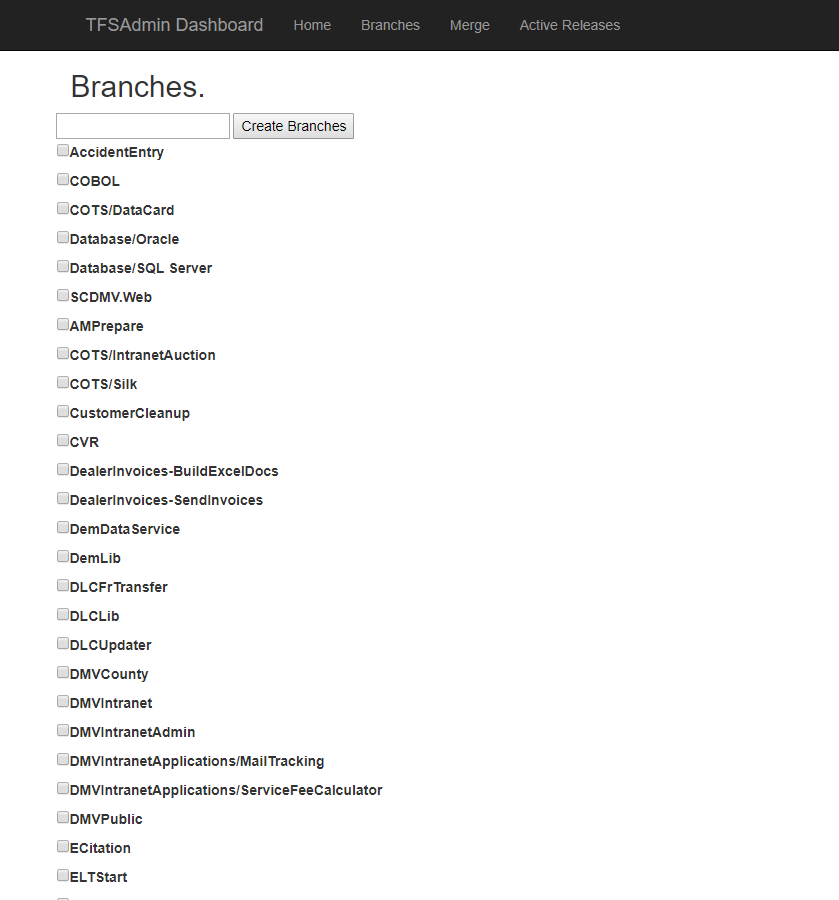 TFSAdmin Dashboard Home Branches Merge Active Releases
Branches.
Create Branches
AccidentEntry
COBOL
COTS/DataCard
Database/Oracle
Database/SQL Server
SCDMV.Web
AMPrepare
COTS/IntranetAuction
COTS/Silk
CustomerCleanup
CVR
DealerInvoices-BuildExcelDocs
DealerInvoices-SendInvoices
DemDataService
DemLib
DLCFrTransfer
DLCLib
DLCUpdater
DMVCounty
DMVIntranet
DMVIntranetAdmin
DMVIntranetApplications/MailTracking
DMVIntranetApplications/ServiceFeeCalculator
DMVPublic
ECitation
ELTStart